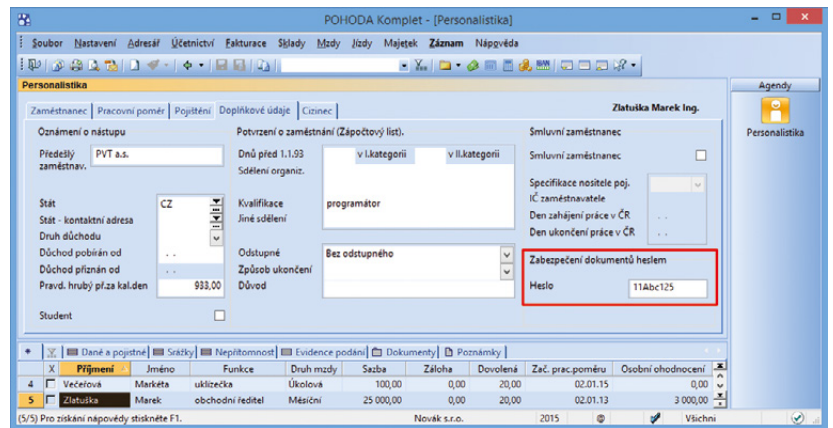 POHODA Komplet - [Personalistika]
Soubor Nastavení Adresář Účetnictví Fakturace Sklady Mzdy Jízdy Majetek Záznam Nápověda
Personalistika
Agendy
Personalistika
Zaměstnanec Pracovní poměr Pojištění Doplňkové údaje Cizinec Zlatuška Marek Ing.
Oznámení o nástupu Potvrzení o zaměstnání (Zápočtový list). Smluvní zaměstnanec
Předešlý zaměstnav. PVT a.s. Dnů před 1.1.93 v I.kategorii v II.kategorii Smluvní zaměstnanec
Sdělení organiz.
Specifikace nositele poj.
Stát CZ Kvalifikace programátor IČ zaměstnavatele
Stát - kontaktní adresa Jiné sdělení Den zahájení práce v ČR . .
Druh důchodu Den ukončení práce v ČR . .
Důchod pobírán od . . Odstupné Bez odstupného Zabezpečení dokumentů heslem
Důchod přiznán od . . Způsob ukončení
Pravd. hrubý př.za kal.den 933,00 Důvod Heslo 11Abc125
Student
Daně a pojistné Srážky Nepřítomnost Evidence podání Dokumenty Poznámky
X Příjmení Jméno Funkce Druh mzdy Sazba Záloha Dovolená Zač. prac.poměru Osobní ohodnocení
4 Večeřová Markéta uklízečka Úkolová 100,00 0,00 20,00 02.01.15 0,00
5 Zlatuška Marek obchodní ředitel Měsíční 25 000,00 0,00 20,00 02.01.13 3 000,00
(5/5) Pro získání nápovědy stiskněte F1. Novák s.r.o. 2015 @ Všichni